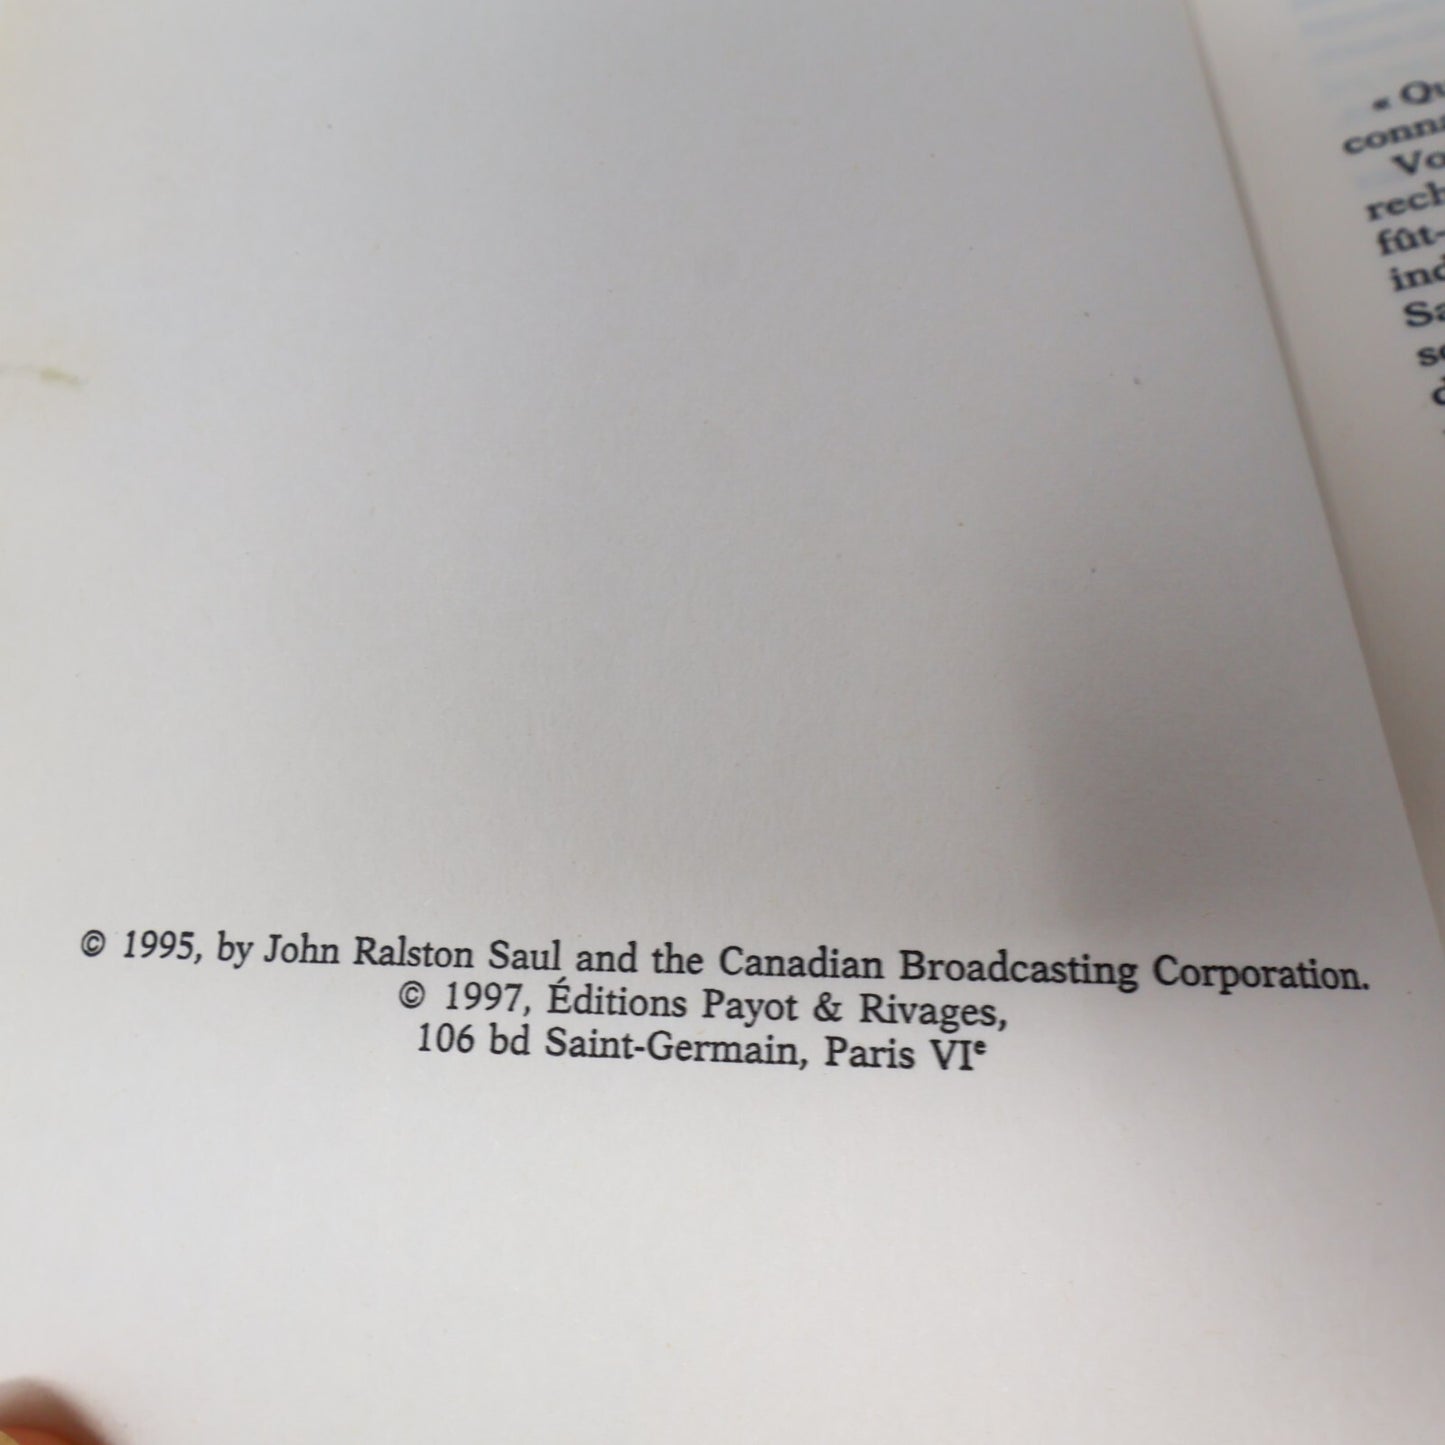 © 1995, by John Ralston Saul and the Canadian Broadcasting Corporation.
© 1997, Éditions Payot & Rivages,
106 bd Saint-Germain, Paris VIᵉ